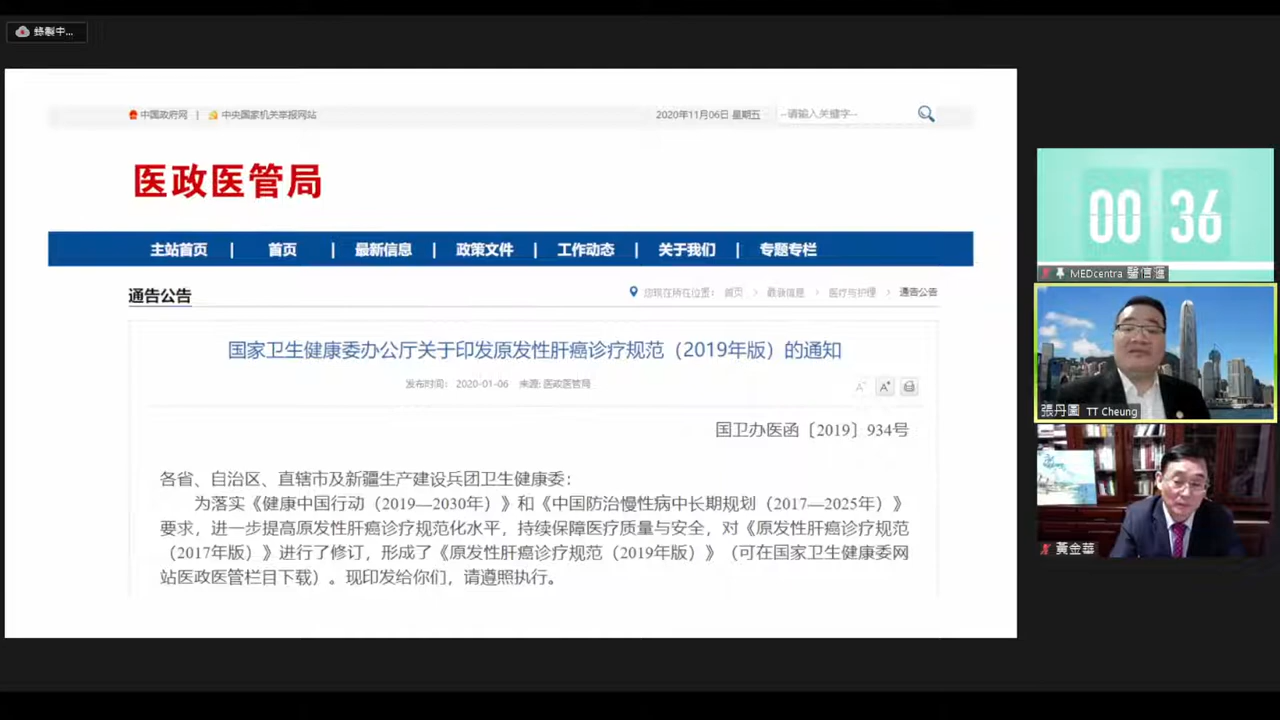 錄製中...
中国政府网 | 中央国家机关举报网站
2020年11月06日 星期五
--请输入关键字--
医政医管局
主站首页 | 首页 | 最新信息 | 政策文件 | 工作动态 | 关于我们 | 专题专栏
通告公告
您现在所在位置: 首页 > 最新信息 > 医疗与护理 > 通告公告
国家卫生健康委办公厅关于印发原发性肝癌诊疗规范（2019年版）的通知
发布时间: 2020-01-06 来源: 医政医管局
A- A+
国卫办医函〔2019〕934号
各省、自治区、直辖市及新疆生产建设兵团卫生健康委：
为落实《健康中国行动（2019—2030年）》和《中国防治慢性病中长期规划（2017—2025年）》
要求，进一步提高原发性肝癌诊疗规范化水平，持续保障医疗质量与安全，对《原发性肝癌诊疗规范
（2017年版）》进行了修订，形成了《原发性肝癌诊疗规范（2019年版）》（可在国家卫生健康委网
站医政医管栏目下载）。现印发给你们，请遵照执行。
00 36
MEDcentra 醫信滙
張丹圖 TT Cheung
黃金華